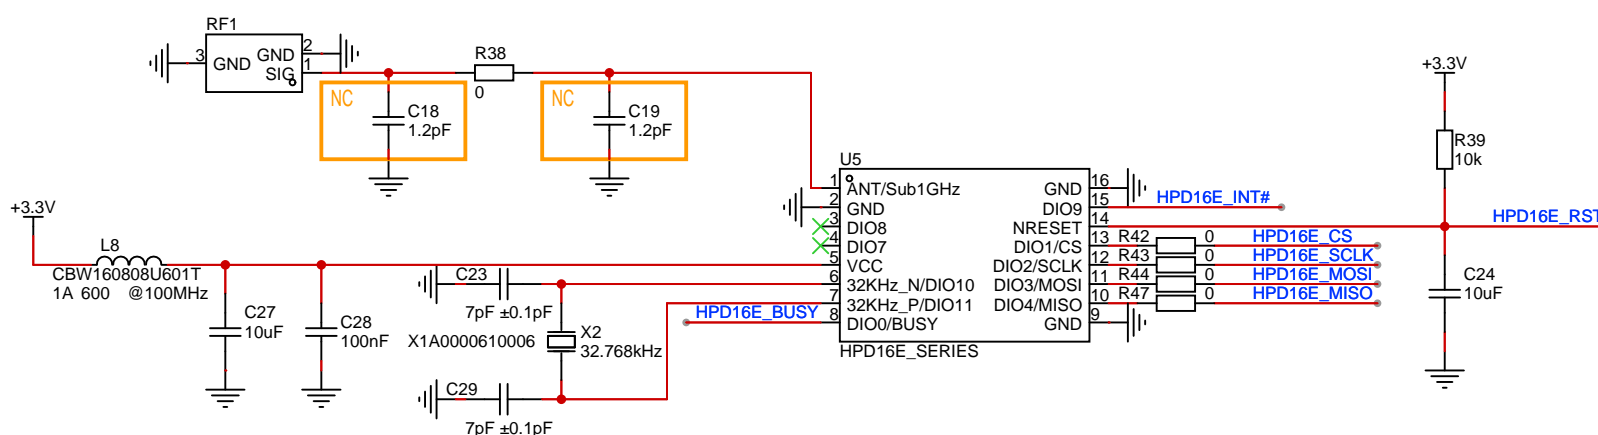 RF1
3
GND
GND
2
SIG
1
R38
0
NC
C18
1.2pF
NC
C19
1.2pF
+3.3V
R39
10k
U5
1
ANT/Sub1GHz
2
GND
3
DIO8
4
DIO7
5
VCC
6
32KHz_N/DIO10
7
32KHz_P/DIO11
8
DIO0/BUSY
GND
16
DIO9
15
NRESET
14
DIO1/CS
13
DIO2/SCLK
12
DIO3/MOSI
11
DIO4/MISO
10
GND
9
HPD16E_SERIES
HPD16E_INT#
HPD16E_RST
R42
0
HPD16E_CS
R43
0
HPD16E_SCLK
R44
0
HPD16E_MOSI
R47
0
HPD16E_MISO
C24
10uF
+3.3V
L8
CBW160808U601T
1A 600 @100MHz
C27
10uF
C28
100nF
C23
7pF ±0.1pF
HPD16E_BUSY
X1A0000610006
X2
32.768kHz
C29
7pF ±0.1pF